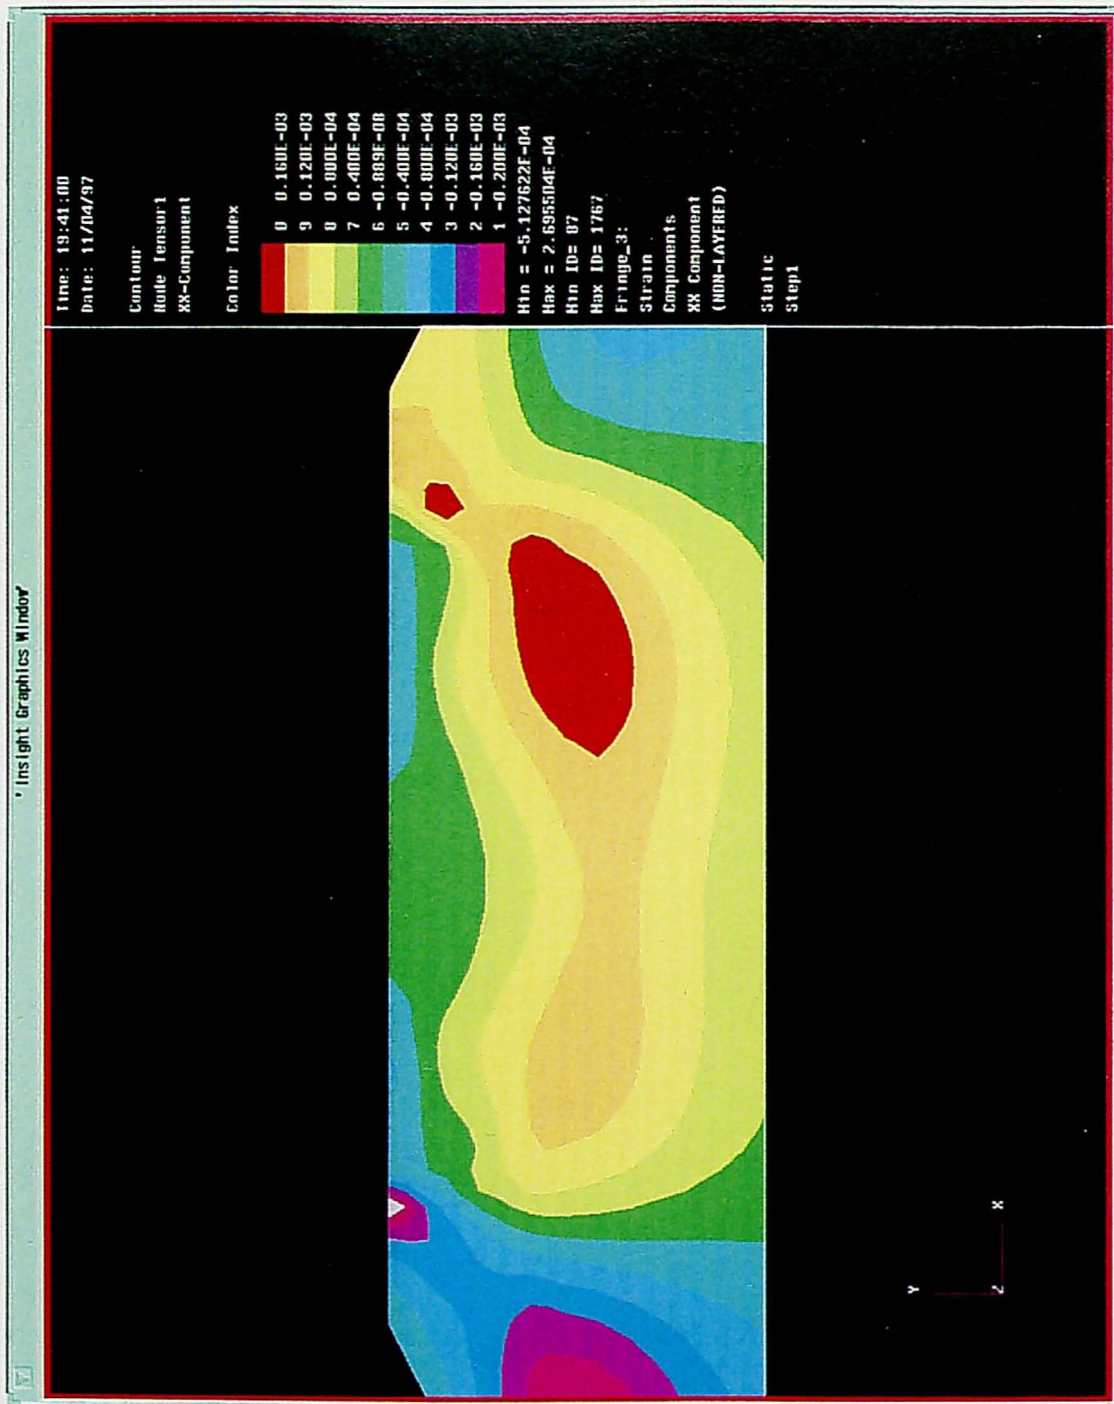 'Insight Graphics Window'
Time: 19:41:00
Date: 11/04/97
Contour
Node Tensor1
XX-Component
Color Index
0 0.160E-03
9 0.120E-03
8 0.800E-04
7 0.400E-04
6 -0.889E-08
5 -0.400E-04
4 -0.800E-04
3 -0.120E-03
2 -0.160E-03
1 -0.200E-03
Min = -5.127622E-04
Max = 2.695504E-04
Min ID= 87
Max ID= 1767
Fringe_3:
Strain
Components
XX Component
(NON-LAYERED)
Static
Step1
Y
Z X